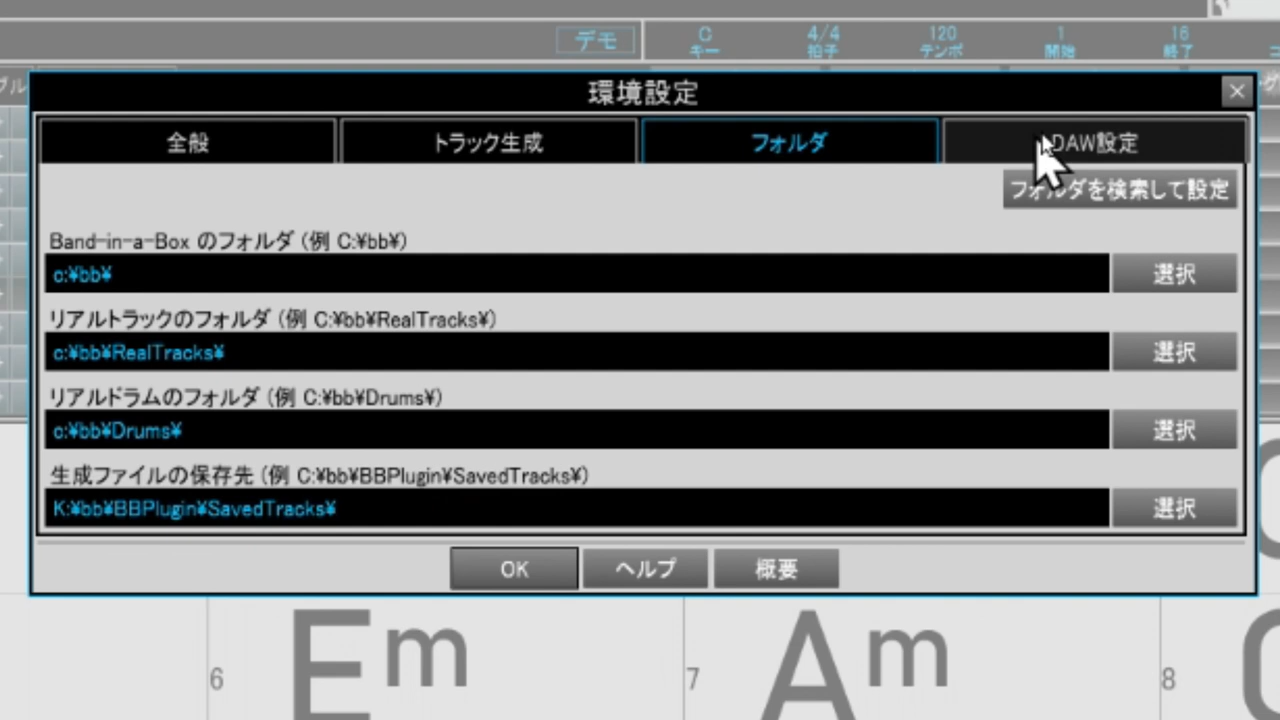 デモ
C
キー
4/4
拍子
120
テンポ
1
開始
16
終了
環境設定
全般
トラック生成
フォルダ
DAW設定
フォルダを検索して設定
Band-in-a-Box のフォルダ (例 C:¥bb¥)
c:¥bb¥
選択
リアルトラックのフォルダ (例 C:¥bb¥RealTracks¥)
c:¥bb¥RealTracks¥
選択
リアルドラムのフォルダ (例 C:¥bb¥Drums¥)
c:¥bb¥Drums¥
選択
生成ファイルの保存先 (例 C:¥bb¥BBPlugin¥SavedTracks¥)
K:¥bb¥BBPlugin¥SavedTracks¥
選択
OK
ヘルプ
概要
6
Em
7
Am
8